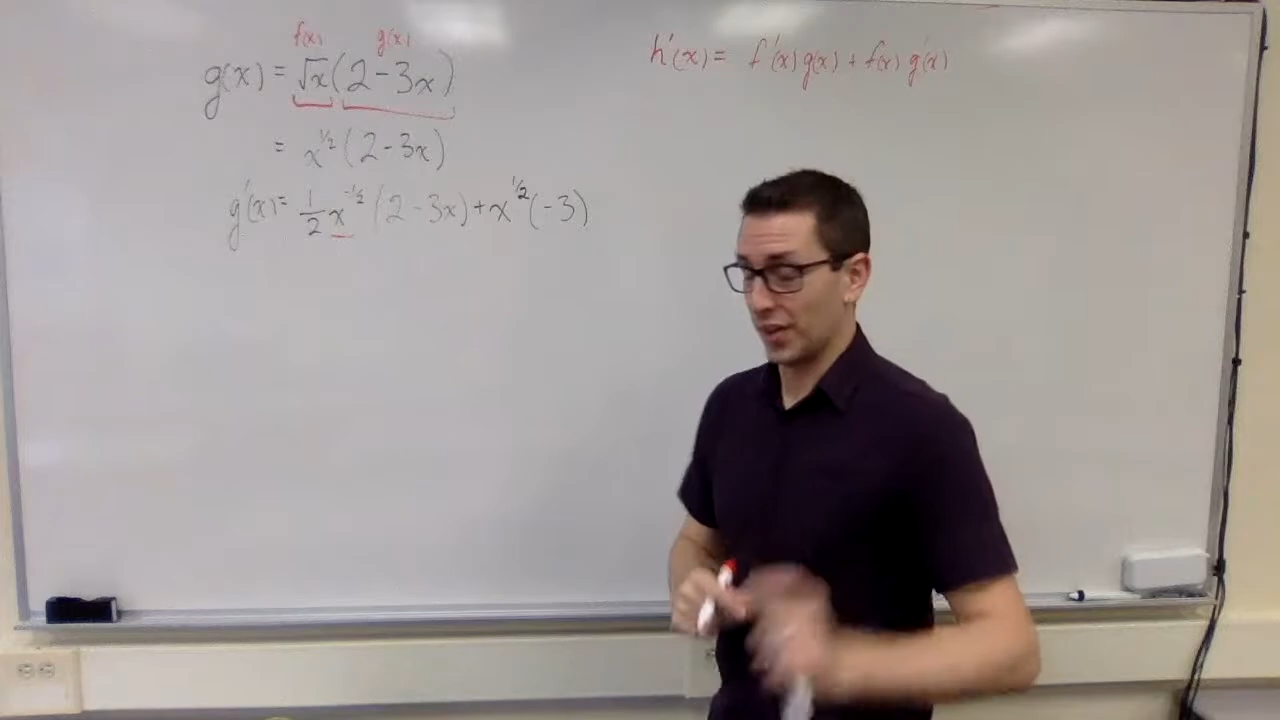 f(x) g(x)
g(x) = √x(2-3x)
= x^1/2 (2-3x)
g'(x) = 1/2 x^-1/2 (2-3x) + x^1/2 (-3)
h'(x) = f'(x) g(x) + f(x) g'(x)